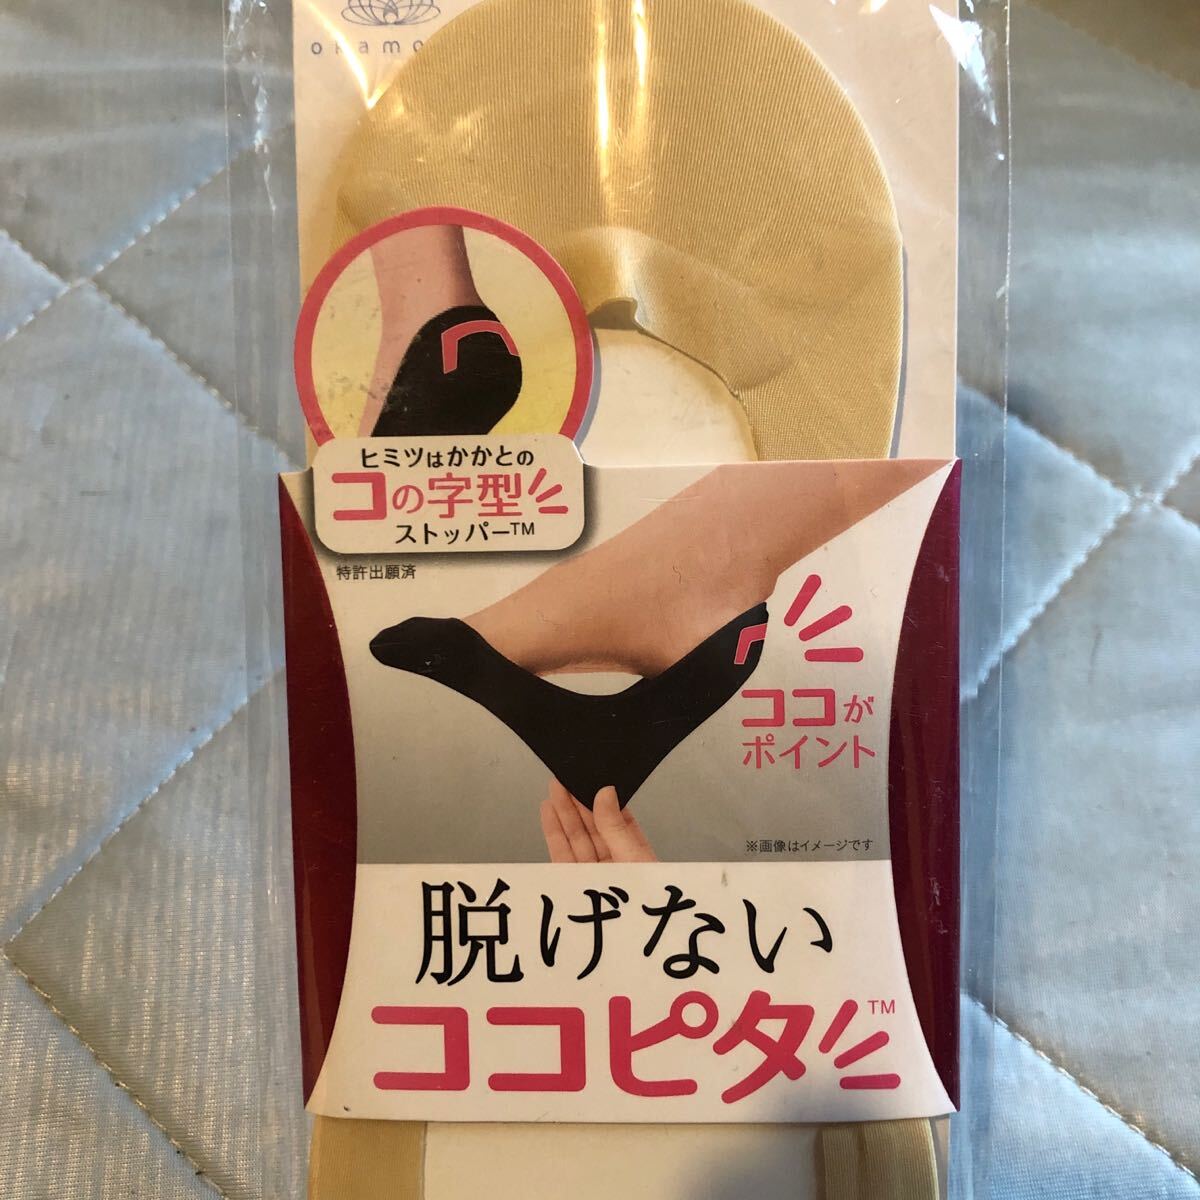 ヒミツはかかとの
コの字型
ストッパー™
特許出願済
ココが
ポイント
※画像はイメージです
脱げない
ココピタ™